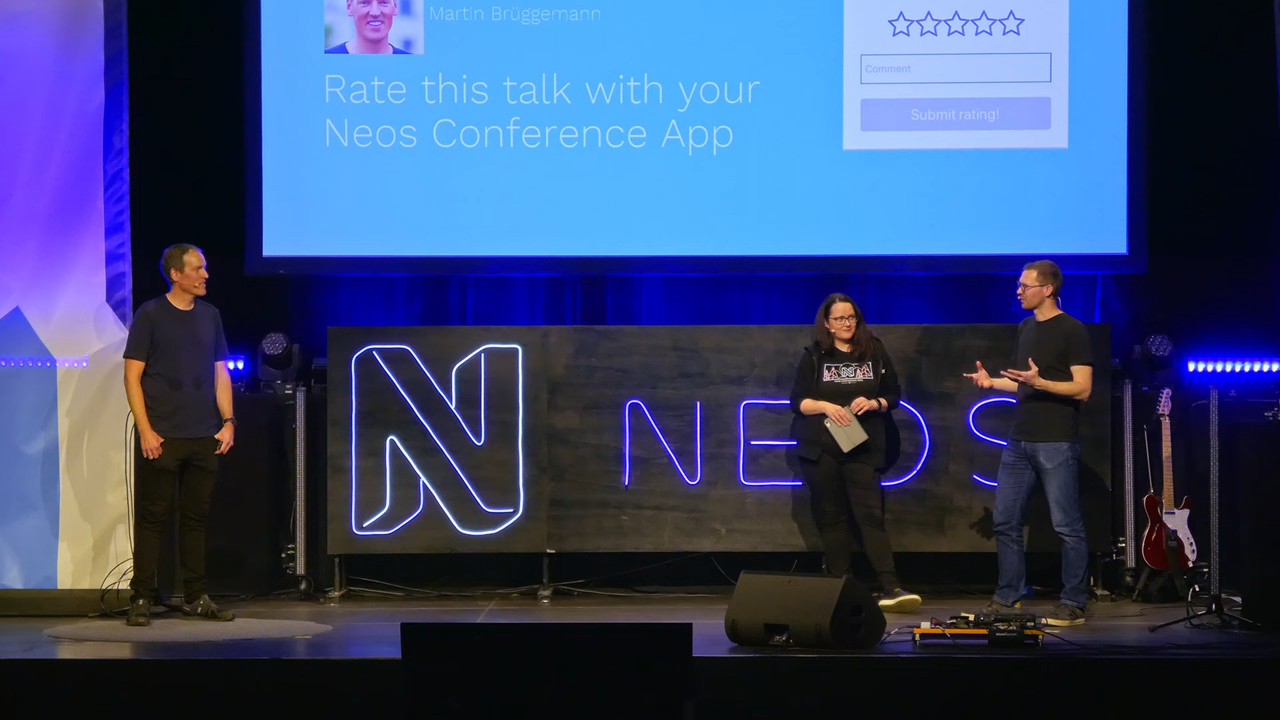 Martin Brüggemann
Rate this talk with your
Neos Conference App
Comment
Submit rating!
N
NEOS
N